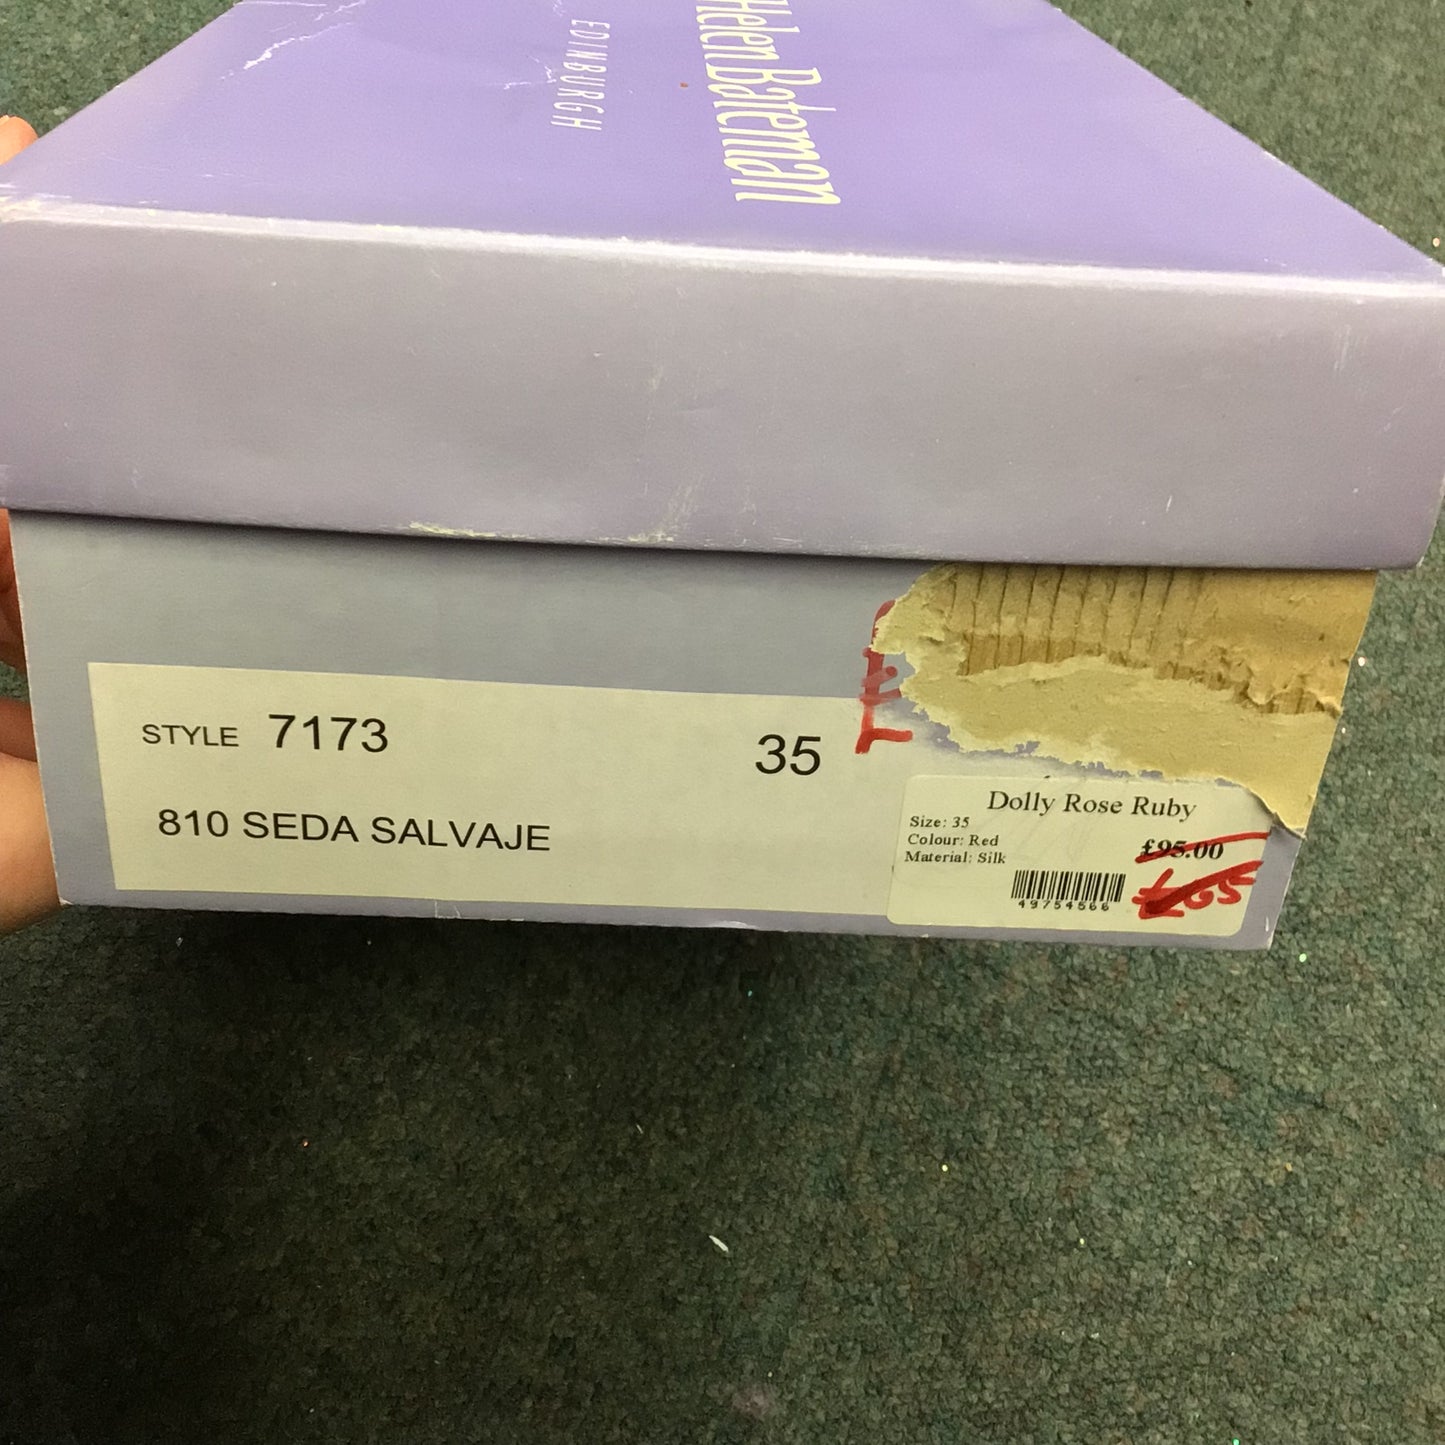 Helen Bateman
EDINBURGH
STYLE 7173
35
810 SEDA SALVAJE
Dolly Rose Ruby
Size: 35
Colour: Red
Material: Silk
£95.00
£65
49754566